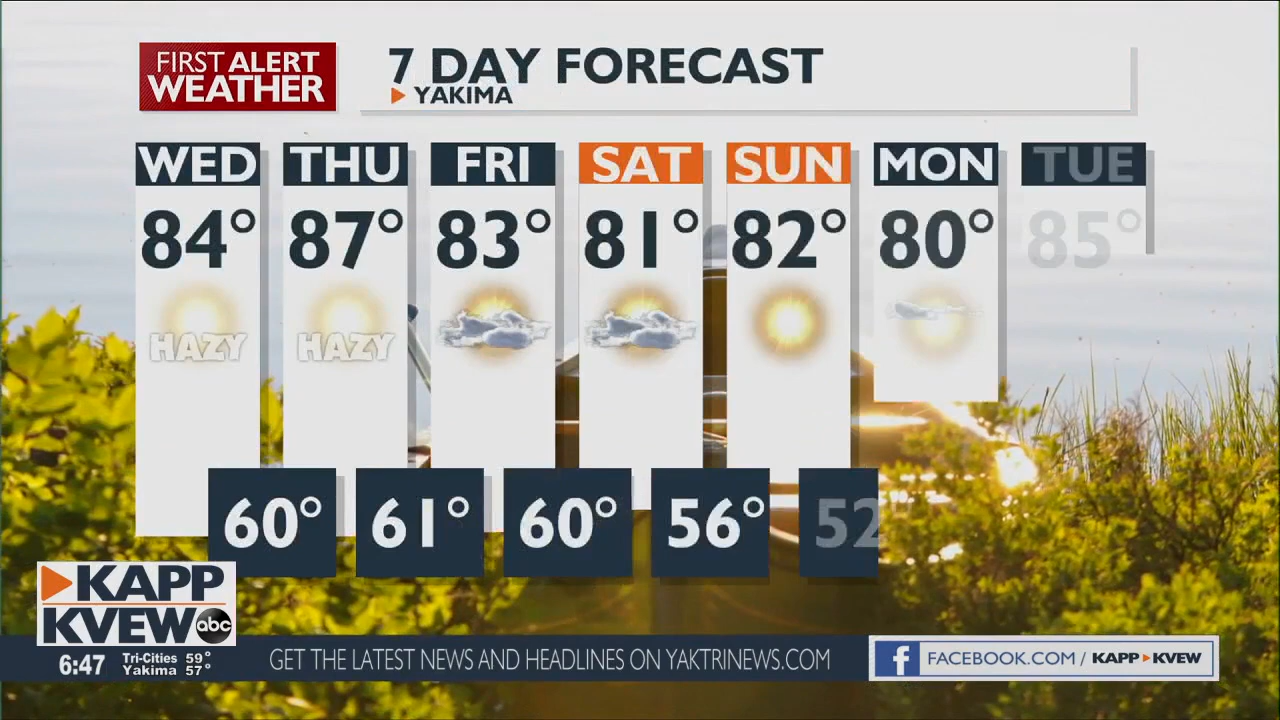 FIRST ALERT
WEATHER
7 DAY FORECAST
YAKIMA
WED THU FRI SAT SUN MON TUE
84° 87° 83° 81° 82° 80° 85°
HAZY HAZY
60° 61° 60° 56° 52
KAPP
KVEW abc
6:47 Tri-Cities 59°
Yakima 57°
GET THE LATEST NEWS AND HEADLINES ON YAKTRINEWS.COM
f FACEBOOK.COM / KAPP KVEW